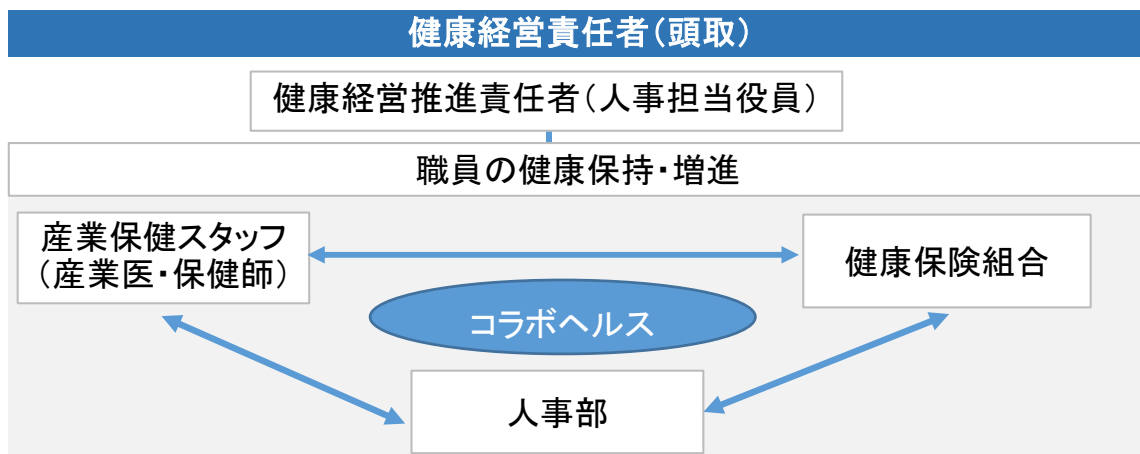 健康経営責任者（頭取）
健康経営推進責任者（人事担当役員）
職員の健康保持・増進
産業保健スタッフ
（産業医・保健師）
健康保険組合
コラボヘルス
人事部